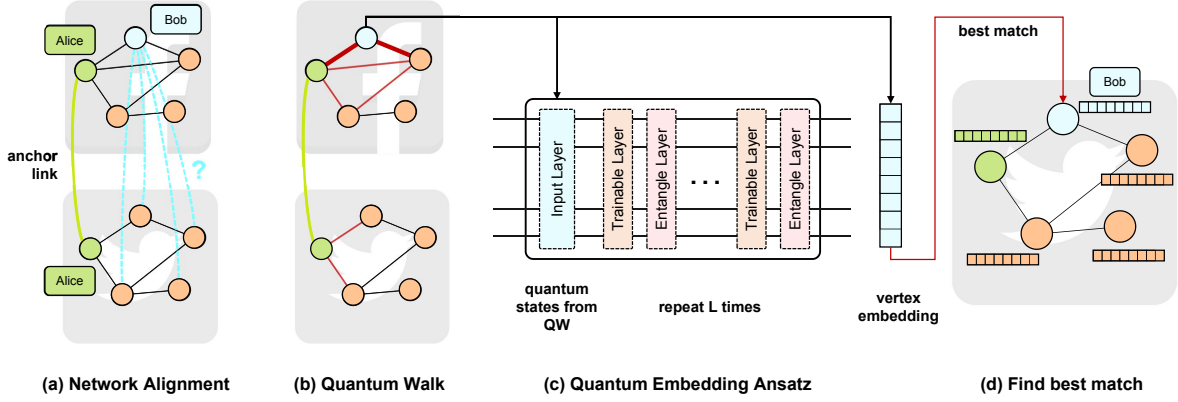 Bob
Alice
anchor
link
?
Alice
(a) Network Alignment
(b) Quantum Walk
Input Layer
Trainable Layer
Entangle Layer
...
Trainable Layer
Entangle Layer
quantum
states from
QW
repeat L times
vertex
embedding
(c) Quantum Embedding Ansatz
best match
Bob
(d) Find best match